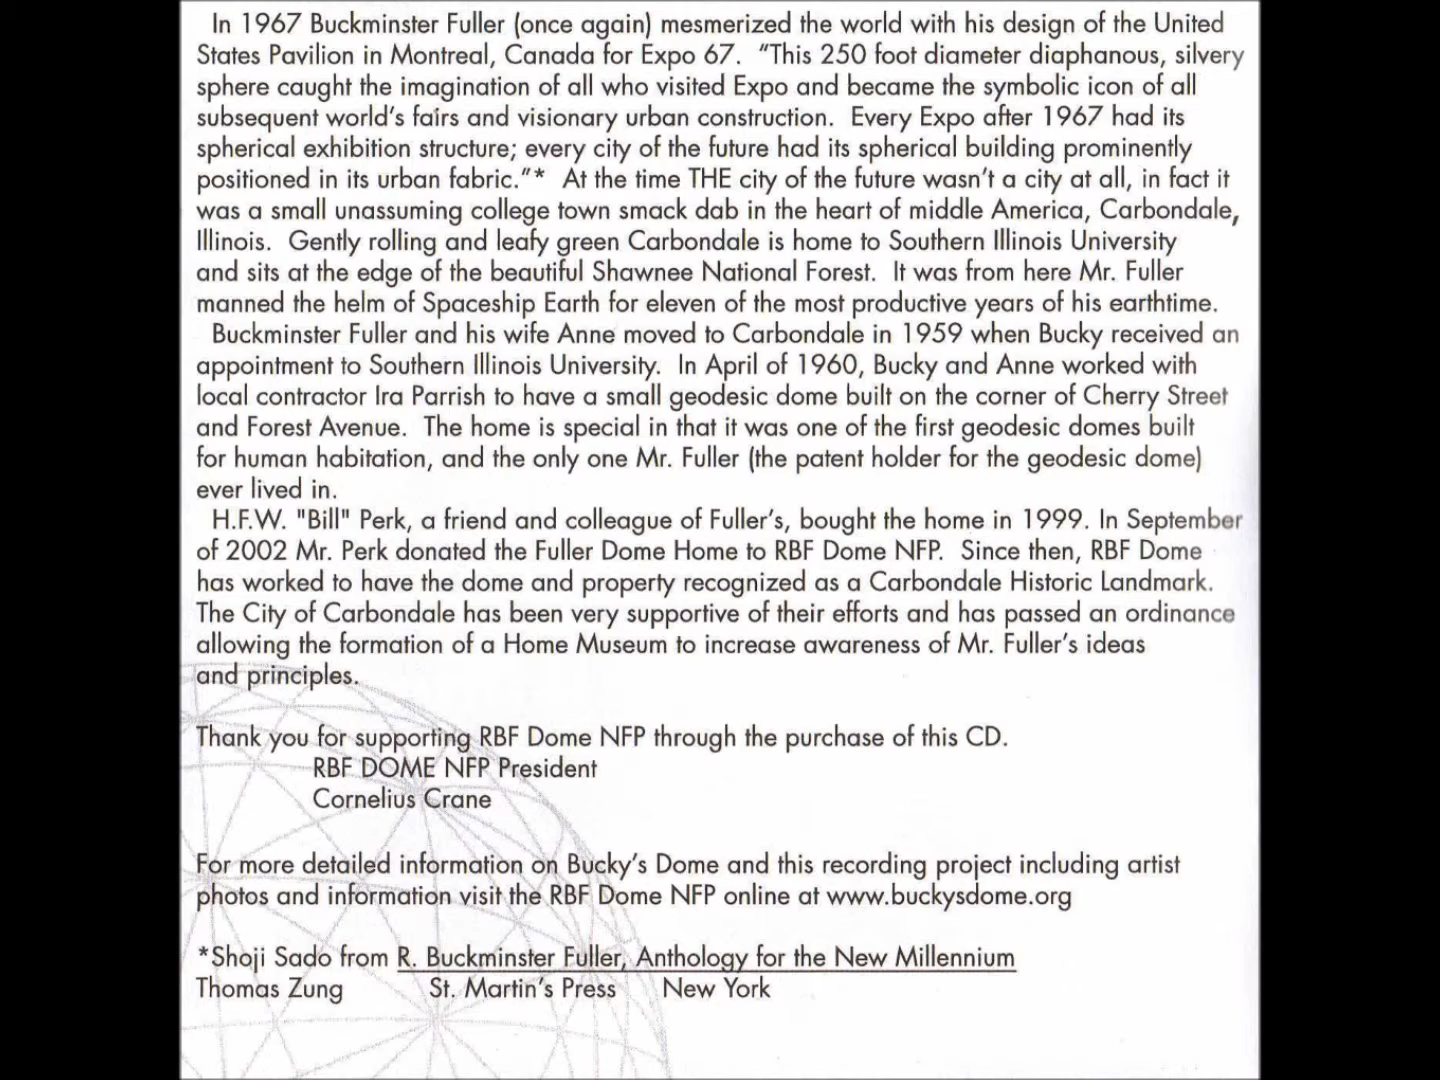 In 1967 Buckminster Fuller (once again) mesmerized the world with his design of the United
States Pavilion in Montreal, Canada for Expo 67.  "This 250 foot diameter diaphanous, silvery
sphere caught the imagination of all who visited Expo and became the symbolic icon of all
subsequent world's fairs and visionary urban construction.  Every Expo after 1967 had its
spherical exhibition structure; every city of the future had its spherical building prominently
positioned in its urban fabric."*  At the time THE city of the future wasn't a city at all, in fact it
was a small unassuming college town smack dab in the heart of middle America, Carbondale,
Illinois.  Gently rolling and leafy green Carbondale is home to Southern Illinois University
and sits at the edge of the beautiful Shawnee National Forest.  It was from here Mr. Fuller
manned the helm of Spaceship Earth for eleven of the most productive years of his earthtime.
Buckminster Fuller and his wife Anne moved to Carbondale in 1959 when Bucky received an
appointment to Southern Illinois University.  In April of 1960, Bucky and Anne worked with
local contractor Ira Parrish to have a small geodesic dome built on the corner of Cherry Street
and Forest Avenue.  The home is special in that it was one of the first geodesic domes built
for human habitation, and the only one Mr. Fuller (the patent holder for the geodesic dome)
ever lived in.
H.F.W. "Bill" Perk, a friend and colleague of Fuller's, bought the home in 1999. In September
of 2002 Mr. Perk donated the Fuller Dome Home to RBF Dome NFP.  Since then, RBF Dome
has worked to have the dome and property recognized as a Carbondale Historic Landmark.
The City of Carbondale has been very supportive of their efforts and has passed an ordinance
allowing the formation of a Home Museum to increase awareness of Mr. Fuller's ideas
and principles.
Thank you for supporting RBF Dome NFP through the purchase of this CD.
RBF DOME NFP President
Cornelius Crane
For more detailed information on Bucky's Dome and this recording project including artist
photos and information visit the RBF Dome NFP online at www.buckysdome.org
*Shoji Sado from R. Buckminster Fuller, Anthology for the New Millennium
Thomas Zung St. Martin's Press New York